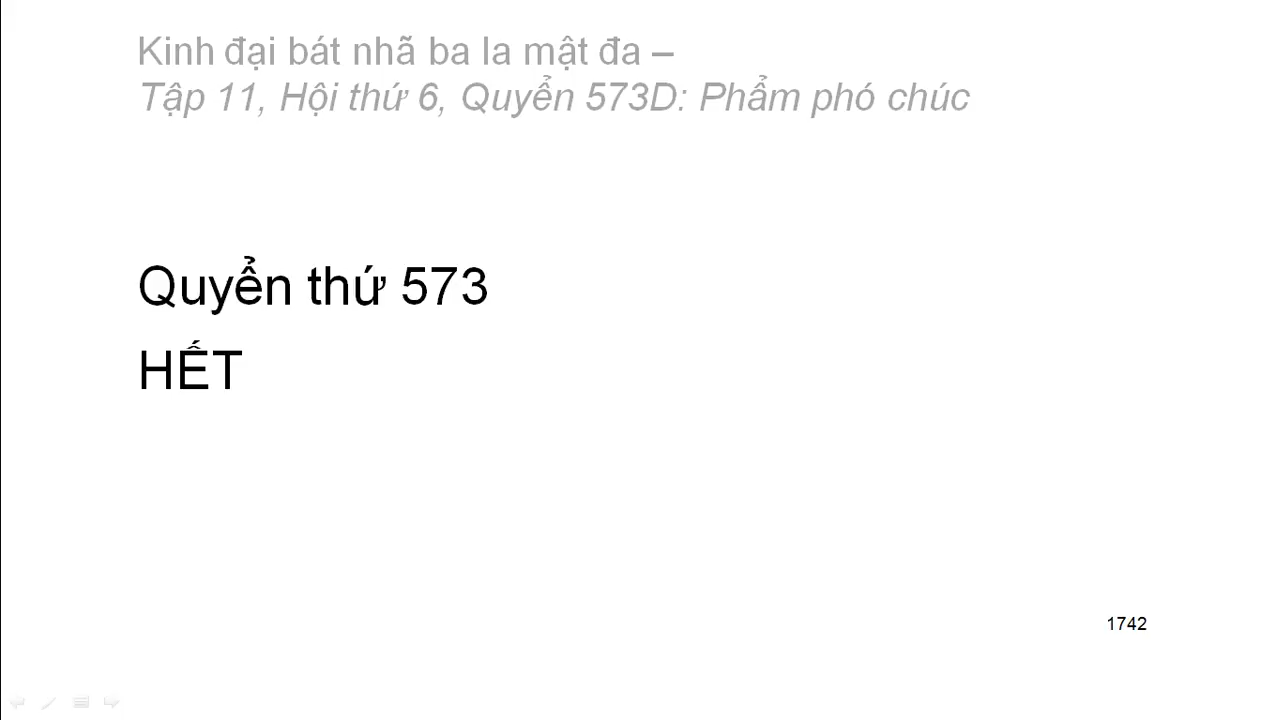 Kinh đại bát nhã ba la mật đa –
Tập 11, Hội thứ 6, Quyển 573D: Phẩm phó chúc
Quyển thứ 573
HẾT
1742